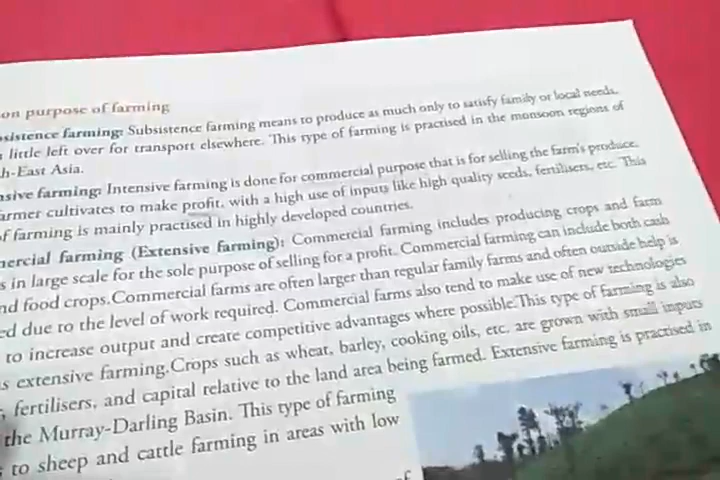 on purpose of farming
sistence farming: Subsistence farming means to produce as much only to satisfy family or local needs,
little left over for transport elsewhere. This type of farming is practised in the monsoon regions of
h-East Asia.
nsive farming: Intensive farming is done for commercial purpose that is for selling the farm's produce.
armer cultivates to make profit, with a high use of inputs like high quality seeds, fertilisers, etc. This
of farming is mainly practised in highly developed countries.
mercial farming (Extensive farming): Commercial farming includes producing crops and farm
s in large scale for the sole purpose of selling for a profit. Commercial farming can include both cash
nd food crops.Commercial farms are often larger than regular family farms and often outside help is
ed due to the level of work required. Commercial farms also tend to make use of new technologies
to increase output and create competitive advantages where possible.This type of farming is also
s extensive farming.Crops such as wheat, barley, cooking oils, etc. are grown with small inputs
, fertilisers, and capital relative to the land area being farmed. Extensive farming is practised in
the Murray-Darling Basin. This type of farming
to sheep and cattle farming in areas with low